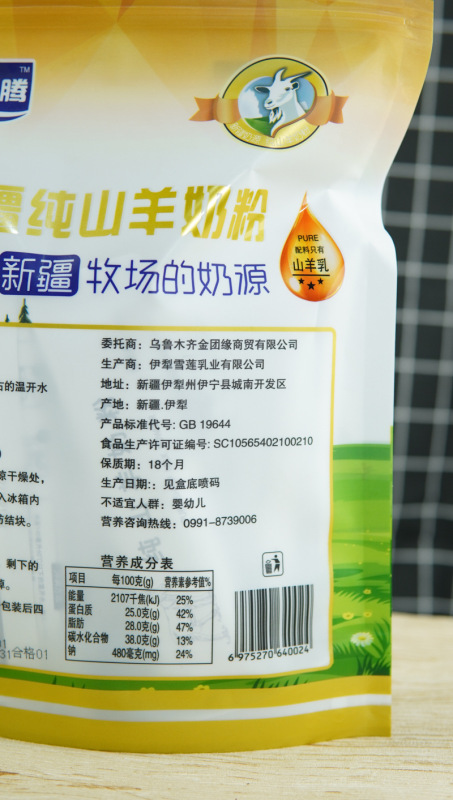 腾
TM
疆纯山羊奶粉
新疆 牧场的奶源
PURE
配料只有
山羊乳
委托商：乌鲁木齐金团缘商贸有限公司
生产商：伊犁雪莲乳业有限公司
地址：新疆伊犁州伊宁县城南开发区
产地：新疆.伊犁
产品标准代号: GB 19644
食品生产许可证编号: SC10565402100210
保质期：18个月
生产日期:：见盒底喷码
不适宜人群：婴幼儿
营养咨询热线：0991-8739006
的温开水
凉干燥处，
入冰箱内
防结块。
剩下的
包装后四
31合格01
营养成分表
项目 每100克(g) 营养素参考值%
能量 2107千焦(kJ) 25%
蛋白质 25.0克(g) 42%
脂肪 28.0克(g) 47%
碳水化合物 38.0克(g) 13%
钠 480毫克(mg) 24%
6 975270 640024